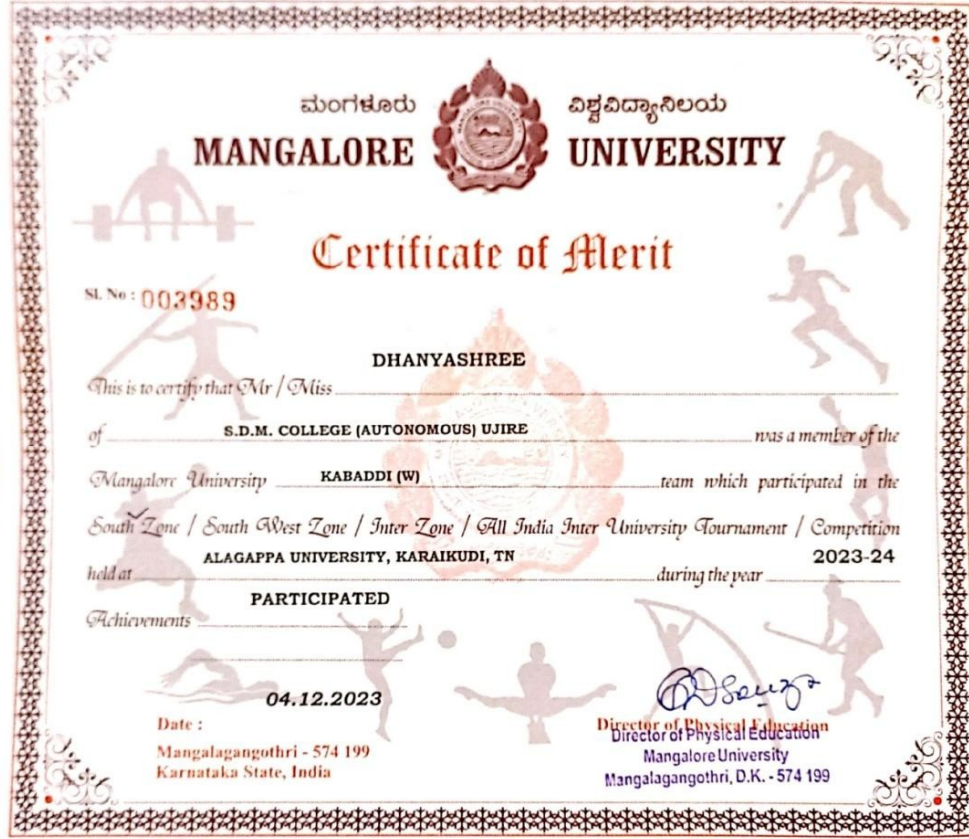 ಮಂಗಳೂರು ವಿಶ್ವವಿದ್ಯಾನಿಲಯ
MANGALORE UNIVERSITY
Certificate of Merit
Sl. No : 003989
DHANYASHREE
This is to certify that Mr / Miss
of S.D.M. COLLEGE (AUTONOMOUS) UJIRE was a member of the
Mangalore University KABADDI (W) team which participated in the
South Zone / South West Zone / Inter Zone / All India Inter University Tournament / Competition
held at ALAGAPPA UNIVERSITY, KARAIKUDI, TN during the year 2023-24
Achievements PARTICIPATED
04.12.2023
Date :
Mangalagangothri - 574 199
Karnataka State, India
DSouza
Director of Physical Education
Director of Physical Education
Mangalore University
Mangalagangothri, D.K. - 574 199